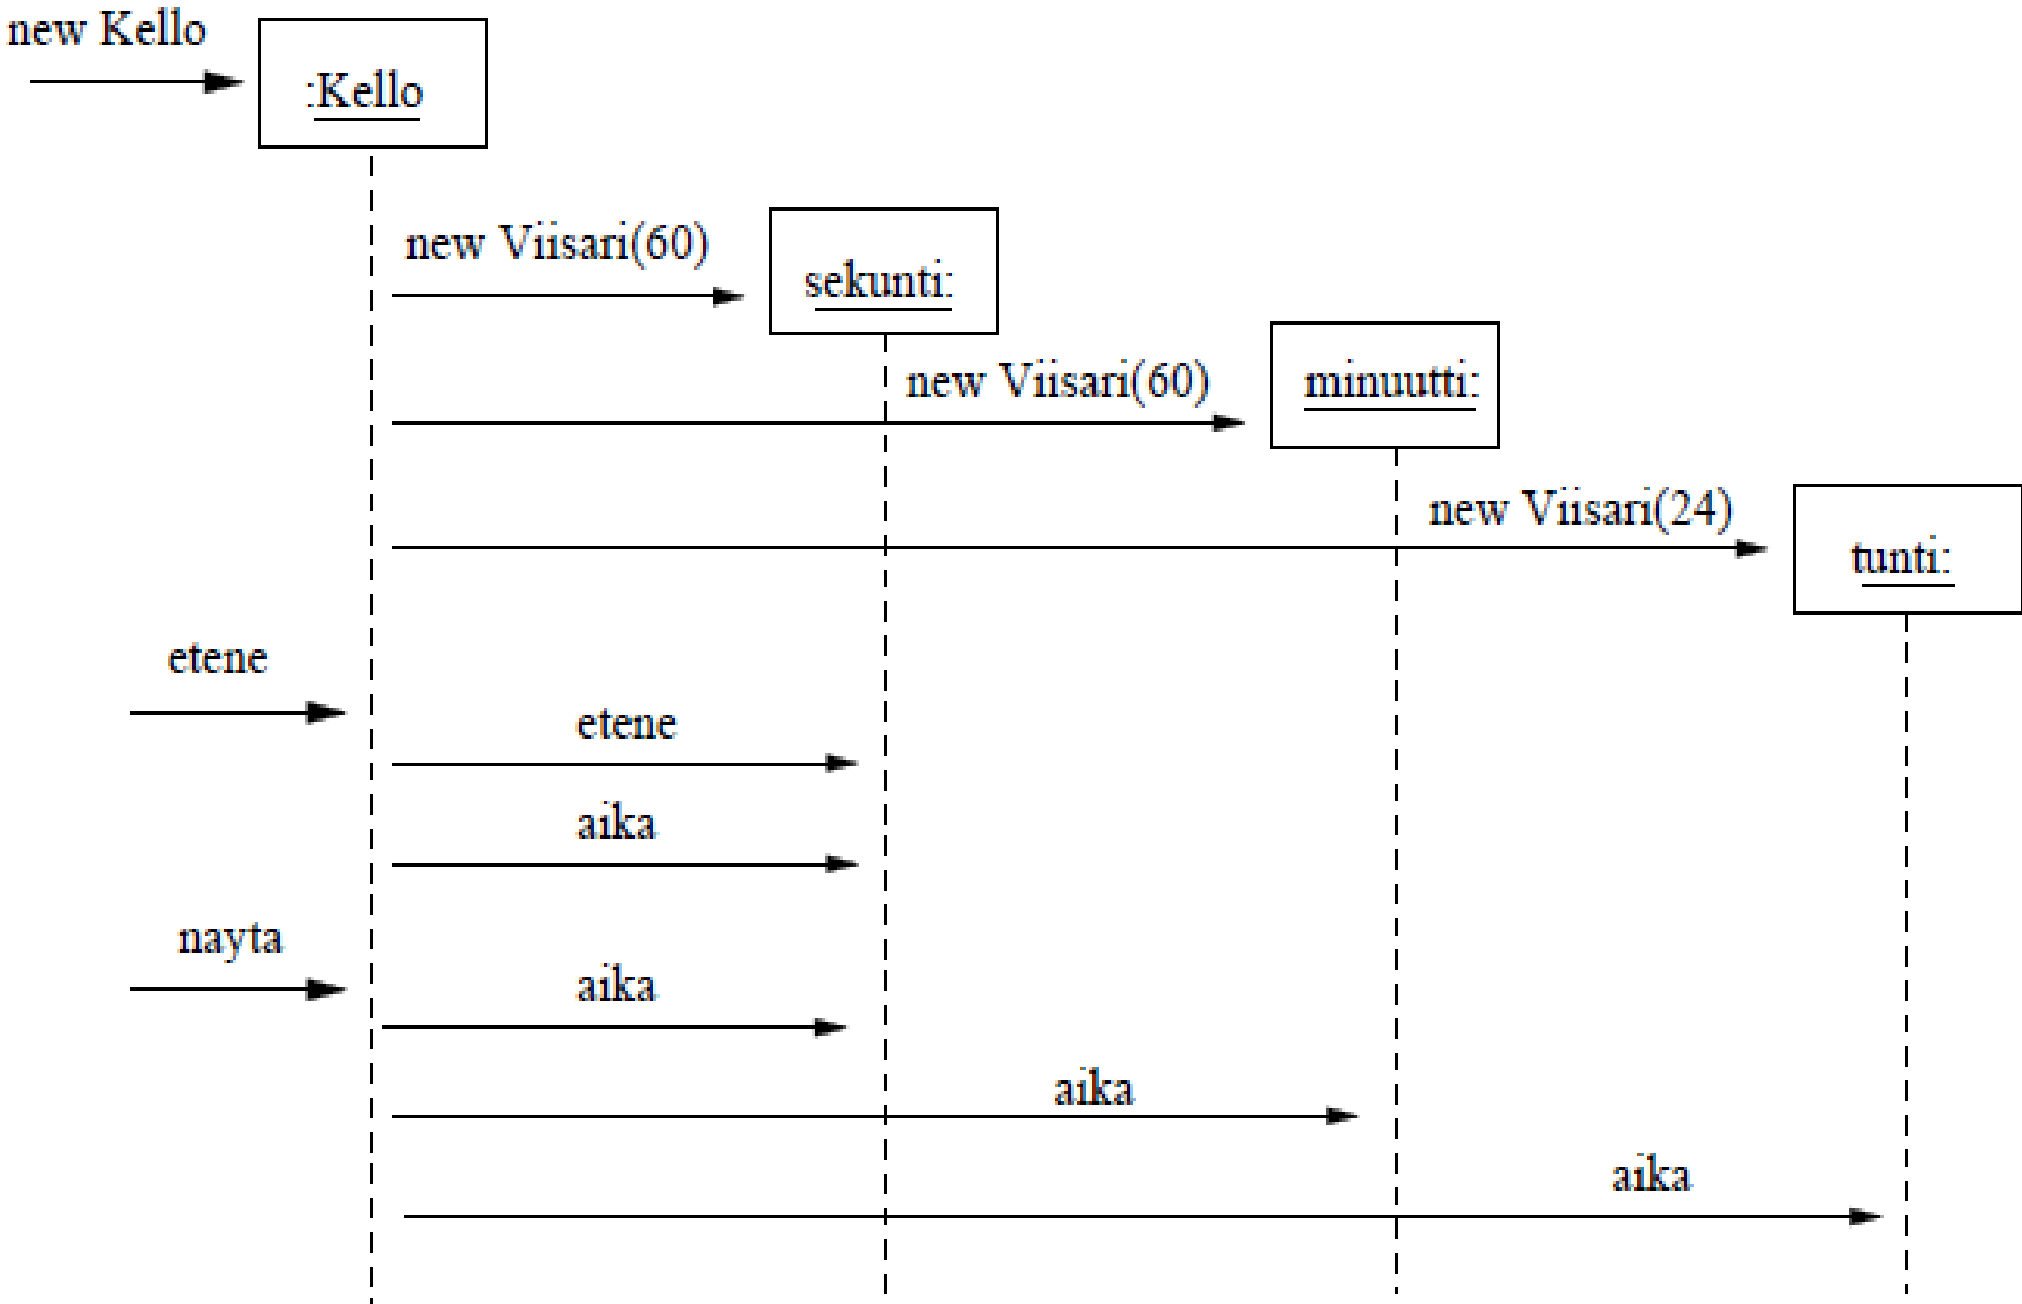 new Kello
:Kello
new Viisari(60)
sekunti:
new Viisari(60)
minuutti:
new Viisari(24)
tunti:
etene
etene
aika
nayta
aika
aika
aika